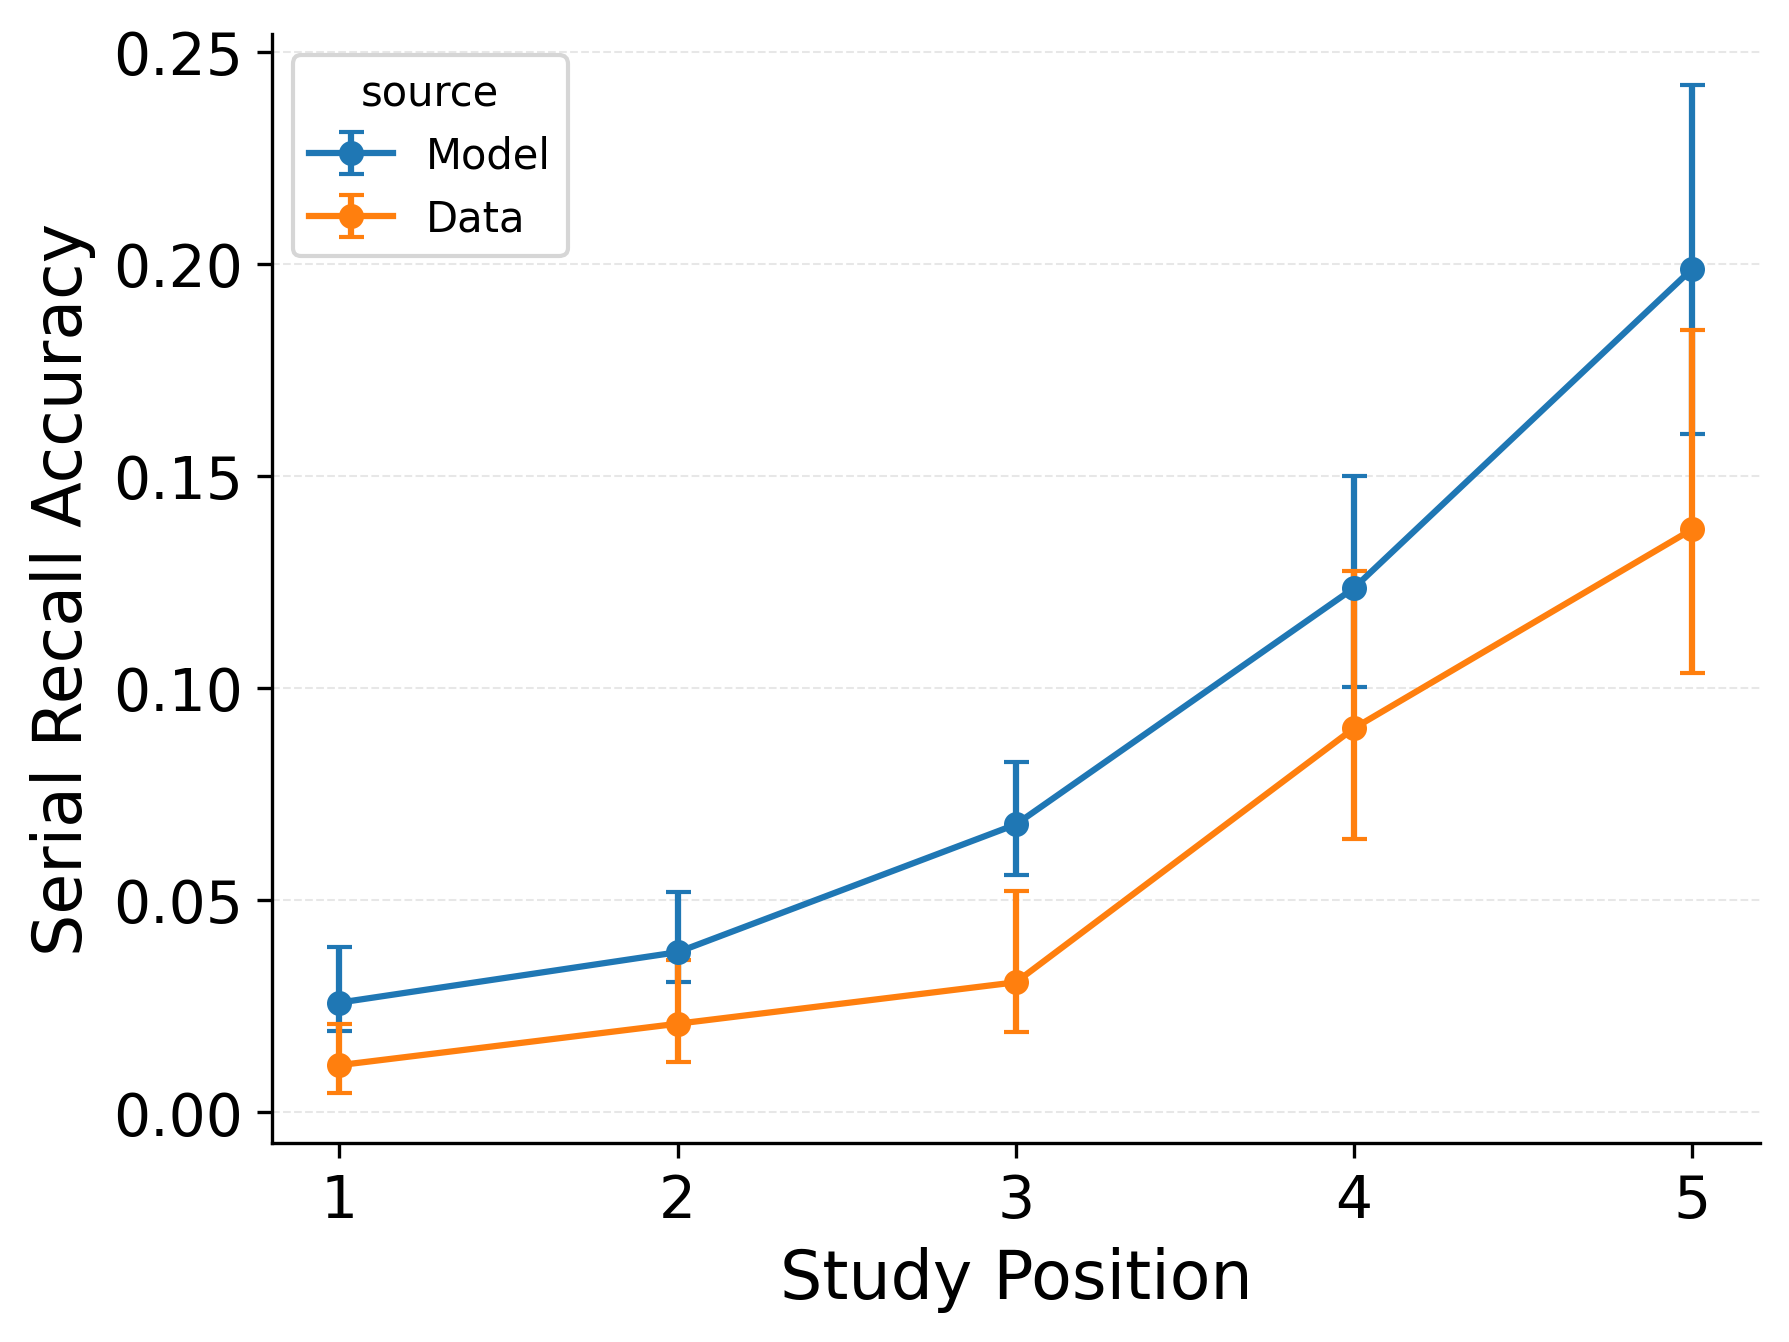 source
Model
Data
0.25
0.20
0.15
0.10
0.05
0.00
Serial Recall Accuracy
1 2 3 4 5
Study Position